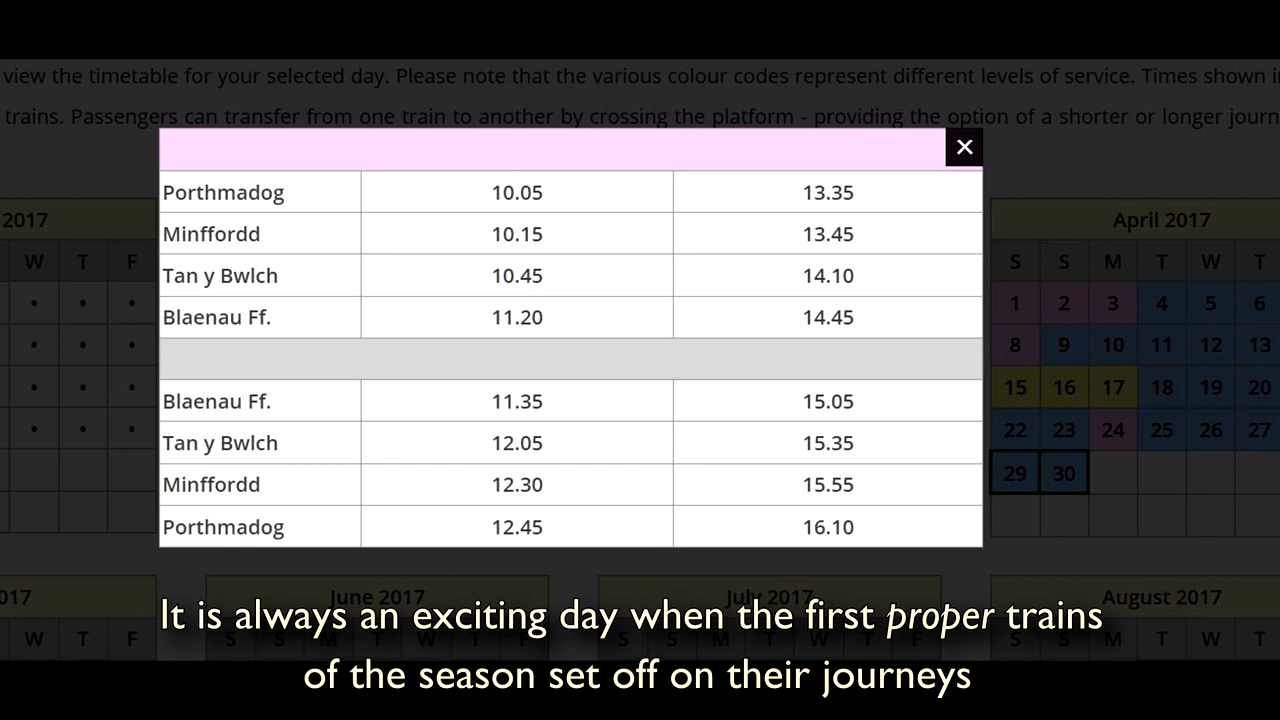 view the timetable for your selected day. Please note that the various colour codes represent different levels of service. Times shown
trains. Passengers can transfer from one train to another by crossing the platform - providing the option of a shorter or longer
×
Porthmadog 10.05 13.35
Minffordd 10.15 13.45
Tan y Bwlch 10.45 14.10
Blaenau Ff. 11.20 14.45
Blaenau Ff. 11.35 15.05
Tan y Bwlch 12.05 15.35
Minffordd 12.30 15.55
Porthmadog 12.45 16.10
2017
W T F
April 2017
S S M T W T
1 2 3 4 5 6
8 9 10 11 12 13
15 16 17 18 19 20
22 23 24 25 26 27
29 30
017 June 2017 July 2017 August 2017
W T F S S M T W T F S S M T W T F S S M T W T
It is always an exciting day when the first proper trains
of the season set off on their journeys